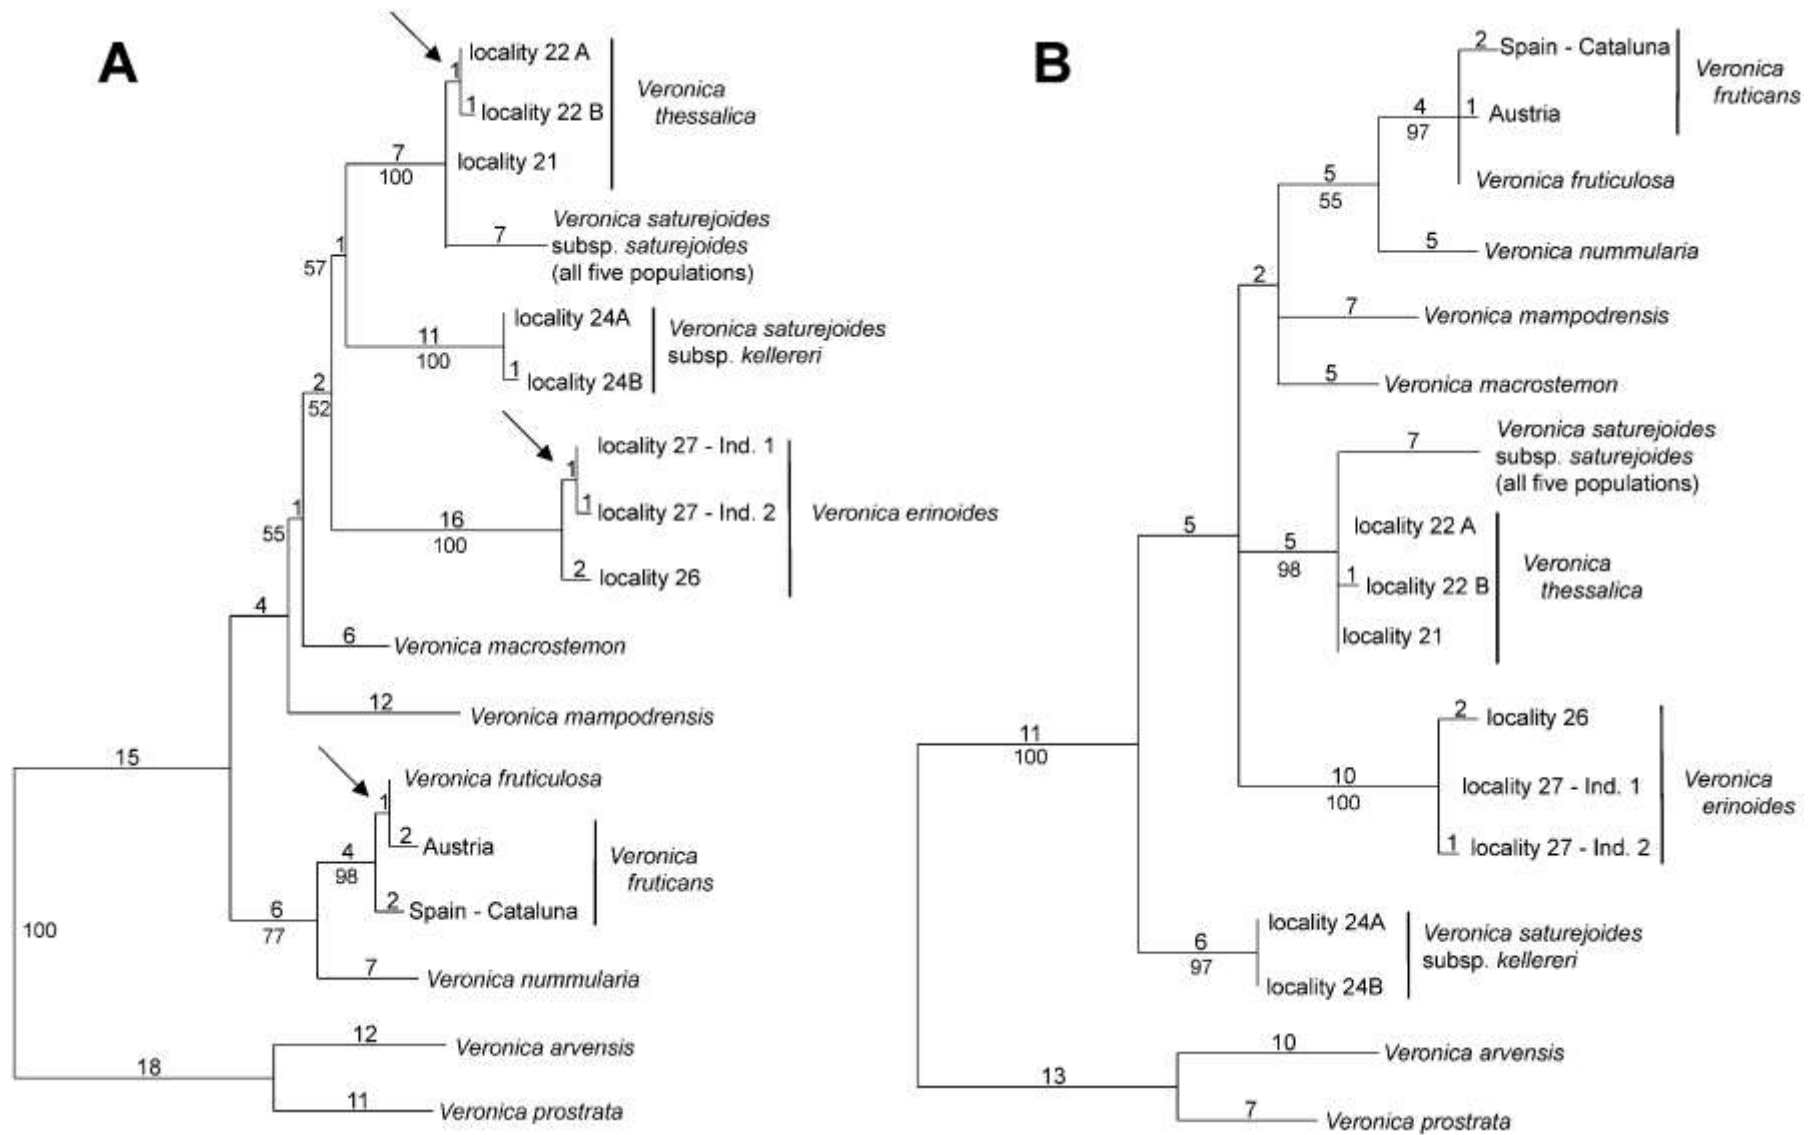 A
1
locality 22 A
1
locality 22 B
Veronica
thessalica
7
100
locality 21
Veronica saturejoides
subsp. saturejoides
(all five populations)
7
1
57
11
100
locality 24A
1
locality 24B
Veronica saturejoides
subsp. kellereri
2
52
1
locality 27 - Ind. 1
1
locality 27 - Ind. 2
Veronica erinoides
16
100
2
locality 26
1
55
6
Veronica macrostemon
4
12
Veronica mampodrensis
15
Veronica fruticulosa
1
2
Austria
4
98
2
Spain - Cataluna
Veronica
fruticans
6
77
7
Veronica nummularia
100
12
Veronica arvensis
18
11
Veronica prostrata
B
2
Spain - Cataluna
Veronica
fruticans
4
97
1
Austria
5
55
Veronica fruticulosa
5
Veronica nummularia
2
7
Veronica mampodrensis
5
Veronica macrostemon
7
Veronica saturejoides
subsp. saturejoides
(all five populations)
5
5
98
locality 22 A
1
locality 22 B
locality 21
Veronica
thessalica
2
locality 26
10
100
locality 27 - Ind. 1
1
locality 27 - Ind. 2
Veronica
erinoides
11
100
6
97
locality 24A
locality 24B
Veronica saturejoides
subsp. kellereri
10
Veronica arvensis
13
7
Veronica prostrata